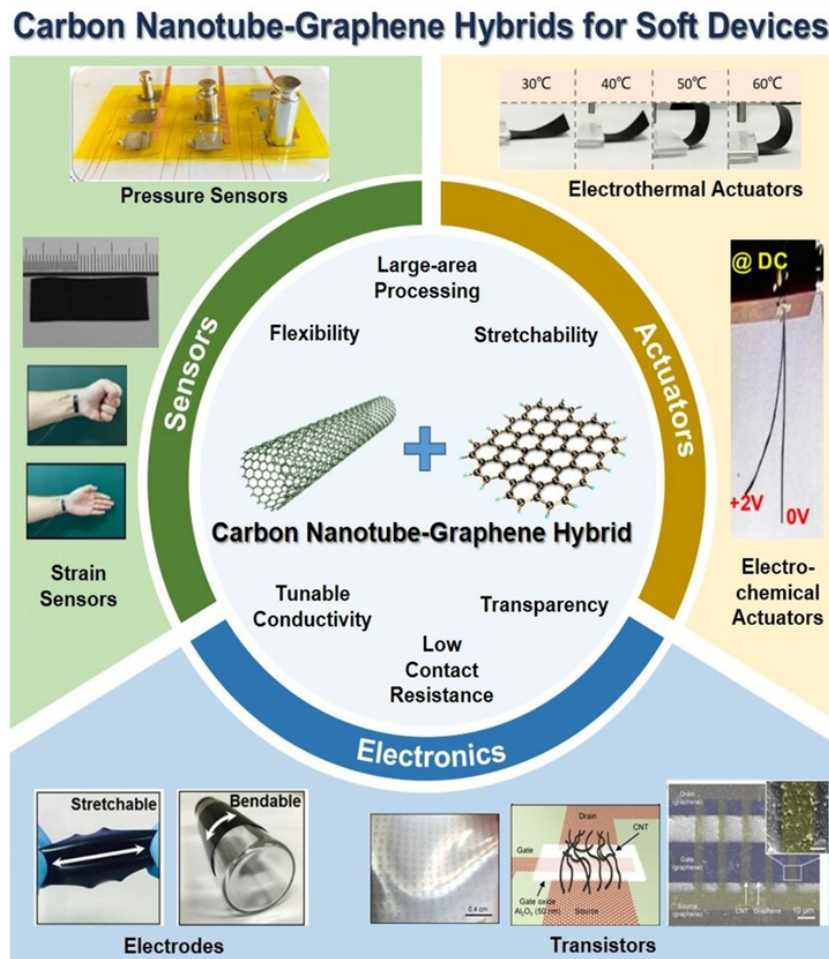 Carbon Nanotube-Graphene Hybrids for Soft Devices
Pressure Sensors
30℃ 40℃ 50℃ 60℃
Electrothermal Actuators
Sensors
Actuators
Electronics
Large-area
Processing
Flexibility
Stretchability
Carbon Nanotube-Graphene Hybrid
Tunable
Conductivity
Transparency
Low
Contact
Resistance
Strain
Sensors
@ DC
+2V
0V
Electro-
chemical
Actuators
Stretchable
Bendable
Electrodes
0.4 cm
Drain
CNT
Gate
Gate oxide
Al₂O₃ (50 nm)
Source
Drain
(graphene)
Gate
(graphene)
Source
(graphene)
CNT
Graphene
10 μm
Transistors